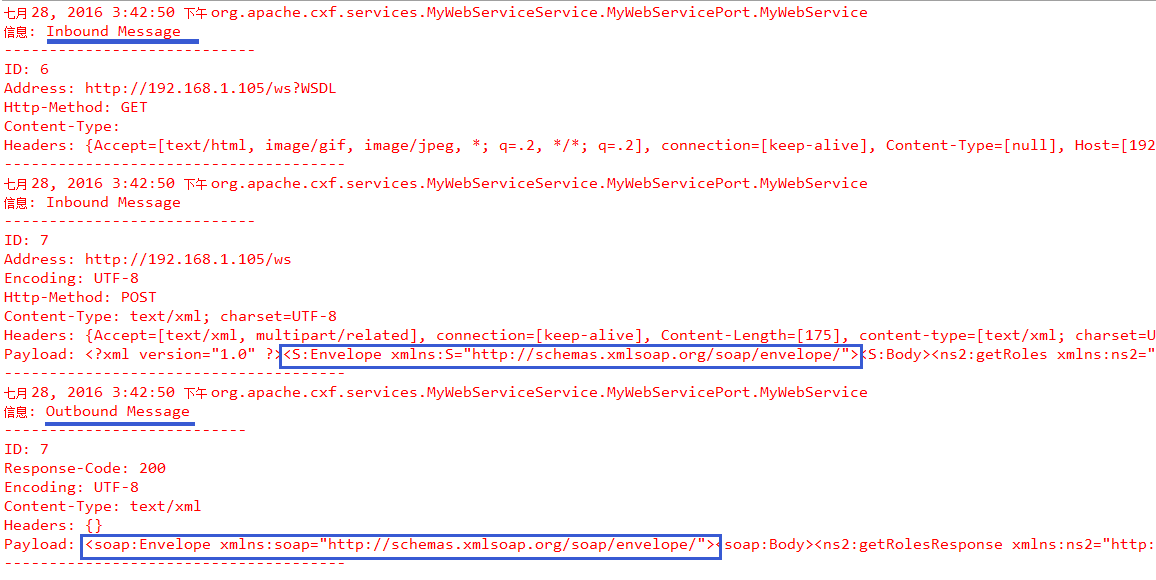 七月 28, 2016 3:42:50 下午 org.apache.cxf.services.MyWebServiceService.MyWebServicePort.MyWebService
信息: Inbound Message
----------------------------
ID: 6
Address: http://192.168.1.105/ws?WSDL
Http-Method: GET
Content-Type:
Headers: {Accept=[text/html, image/gif, image/jpeg, *; q=.2, */*; q=.2], connection=[keep-alive], Content-Type=[null], Host=[192
--------------------------------------
七月 28, 2016 3:42:50 下午 org.apache.cxf.services.MyWebServiceService.MyWebServicePort.MyWebService
信息: Inbound Message
----------------------------
ID: 7
Address: http://192.168.1.105/ws
Encoding: UTF-8
Http-Method: POST
Content-Type: text/xml; charset=UTF-8
Headers: {Accept=[text/xml, multipart/related], connection=[keep-alive], Content-Length=[175], content-type=[text/xml; charset=U
Payload: <?xml version="1.0" ?><S:Envelope xmlns:S="http://schemas.xmlsoap.org/soap/envelope/"><S:Body><ns2:getRoles xmlns:ns2="
--------------------------------------
七月 28, 2016 3:42:50 下午 org.apache.cxf.services.MyWebServiceService.MyWebServicePort.MyWebService
信息: Outbound Message
---------------------------
ID: 7
Response-Code: 200
Encoding: UTF-8
Content-Type: text/xml
Headers: {}
Payload: <soap:Envelope xmlns:soap="http://schemas.xmlsoap.org/soap/envelope/"><soap:Body><ns2:getRolesResponse xmlns:ns2="http:
--------------------------------------